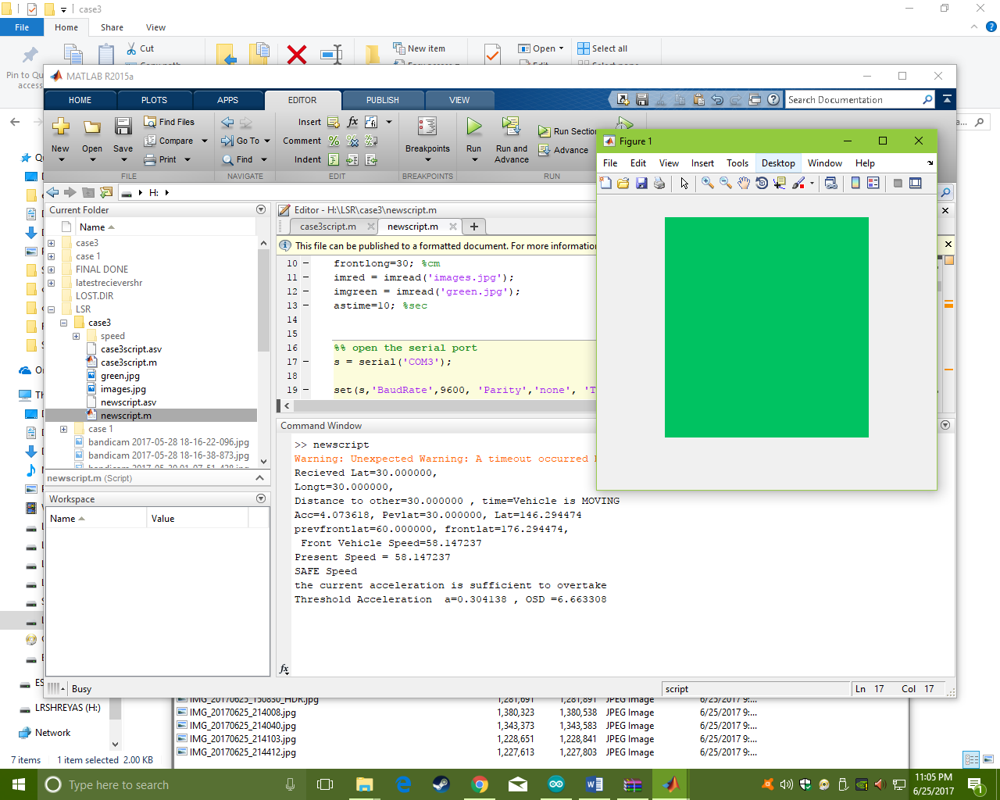 case3
File Home Share View
Cut
New item
Open
Select all
Pin to Qu
access
MATLAB R2015a
HOME PLOTS APPS EDITOR PUBLISH VIEW
Search Documentation
New Open Save
Find Files
Compare
Print
Go To
Find
Insert
Comment
Indent
Breakpoints
Run
Run and
Advance
Run Section
Advance
FILE NAVIGATE EDIT BREAKPOINTS RUN
H:
Current Folder
Name
case3
case 1
FINAL DONE
latestrecievershr
LOST.DIR
LSR
case3
speed
case3script.asv
case3script.m
green.jpg
images.jpg
newscript.asv
newscript.m
case 1
bandicam 2017-05-28 18-16-22-096.jpg
bandicam 2017-05-28 18-16-38-873.jpg
newscript.m (Script)
Workspace
Name Value
Editor - H:\LSR\case3\newscript.m
case3script.m newscript.m
This file can be published to a formatted document. For more information
10 frontlong=30; %cm
11 imred = imread('images.jpg');
12 imgreen = imread('green.jpg');
13 astime=10; %sec
14
15
16 %% open the serial port
17 s = serial('COM3');
18
19 set(s,'BaudRate',9600, 'Parity','none', 'T
Command Window
>> newscript
Warning: Unexpected Warning: A timeout occurred
Recieved Lat=30.000000,
Longt=30.000000,
Distance to other=30.000000 , time=Vehicle is MOVING
Acc=4.073618, Pevlat=30.000000, Lat=146.294474
prevfrontlat=60.000000, frontlat=176.294474,
Front Vehicle Speed=58.147237
Present Speed = 58.147237
SAFE Speed
the current acceleration is sufficient to overtake
Threshold Acceleration a=0.304138 , OSD =6.663308
Figure 1
File Edit View Insert Tools Desktop Window Help
Busy
script
Ln 17 Col 17
LRSHREYAS (H:)
Network
IMG_20170625_150830_HDR.jpg 1,281,691 1,281,891 JPEG Image 6/25/2017 9:...
IMG_20170625_214008.jpg 1,380,323 1,380,538 JPEG Image 6/25/2017 9:...
IMG_20170625_214040.jpg 1,343,373 1,343,583 JPEG Image 6/25/2017 9:...
IMG_20170625_214103.jpg 1,228,651 1,228,841 JPEG Image 6/25/2017 9:...
IMG_20170625_214412.jpg 1,227,613 1,227,803 JPEG Image 6/25/2017 9:...
7 items 1 item selected 2.00 KB
Type here to search
11:05 PM
6/25/2017